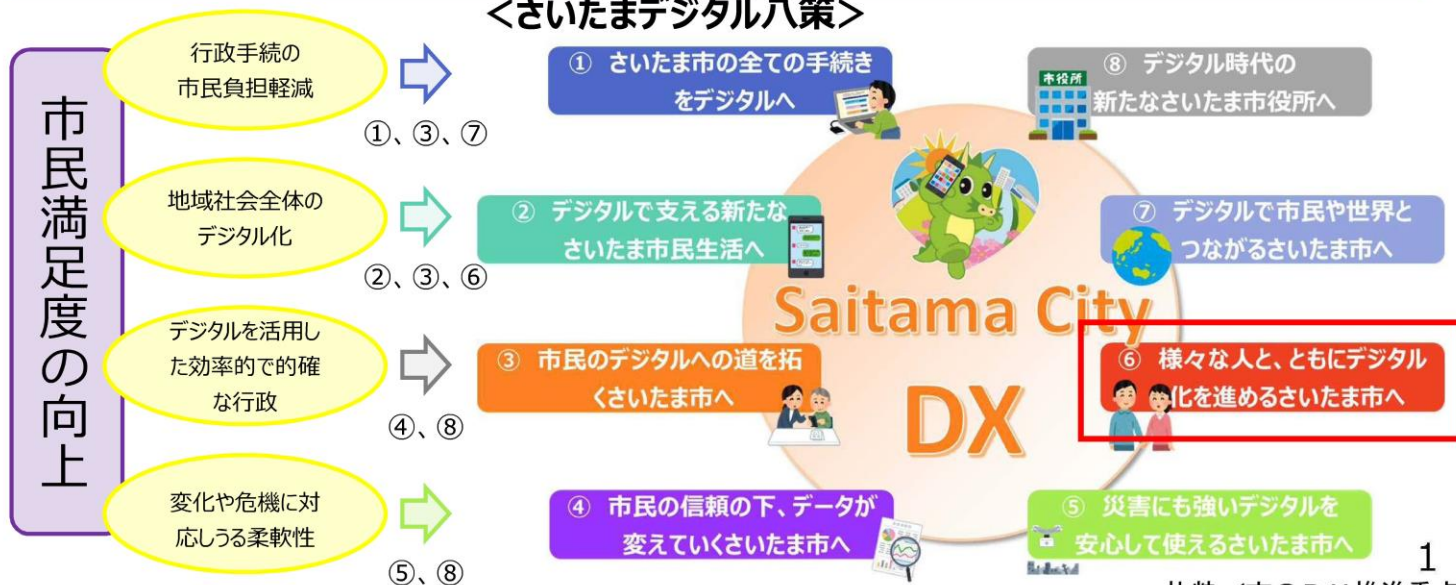 <さいたまデジタル八策>
市民満足度の向上
行政手続の
市民負担軽減
①、③、⑦
地域社会全体の
デジタル化
②、③、⑥
デジタルを活用し
た効率的で的確
な行政
④、⑧
変化や危機に対
応しうる柔軟性
⑤、⑧
① さいたま市の全ての手続き
をデジタルへ
② デジタルで支える新たな
さいたま市民生活へ
③ 市民のデジタルへの道を拓
くさいたま市へ
④ 市民の信頼の下、データが
変えていくさいたま市へ
Saitama City
DX
⑧ デジタル時代の
新たなさいたま市役所へ
市役所
⑦ デジタルで市民や世界と
つながるさいたま市へ
⑥ 様々な人と、ともにデジタル
化を進めるさいたま市へ
⑤ 災害にも強いデジタルを
安心して使えるさいたま市へ
1